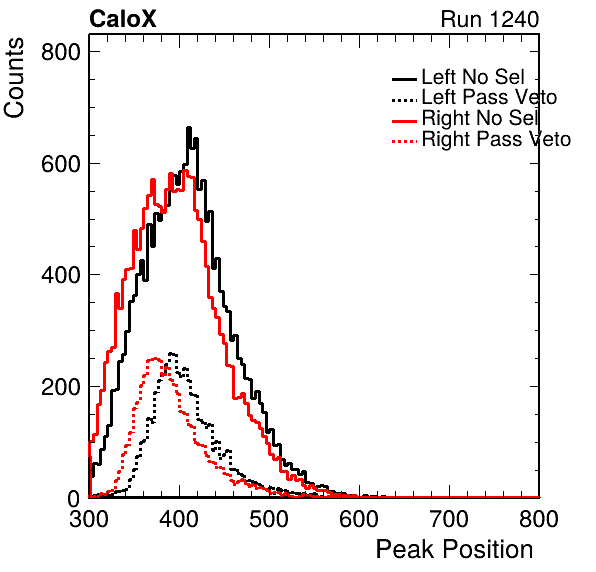 CaloX Run 1240
Counts
800
600
400
200
0
Left No Sel
Left Pass Veto
Right No Sel
Right Pass Veto
300 400 500 600 700 800
Peak Position